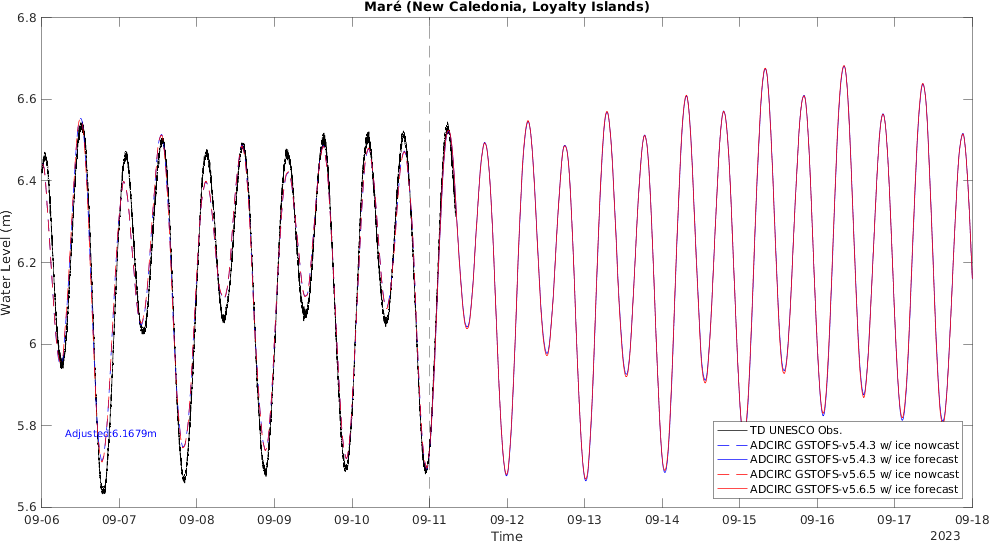 Maré (New Caledonia, Loyalty Islands)
6.8
6.6
6.4
6.2
6
5.8
5.6
Water Level (m)
Adjusted:6.1679m
TD UNESCO Obs.
ADCIRC GSTOFS-v5.4.3 w/ ice nowcast
ADCIRC GSTOFS-v5.4.3 w/ ice forecast
ADCIRC GSTOFS-v5.6.5 w/ ice nowcast
ADCIRC GSTOFS-v5.6.5 w/ ice forecast
09-06 09-07 09-08 09-09 09-10 09-11 09-12 09-13 09-14 09-15 09-16 09-17 09-18
Time
2023